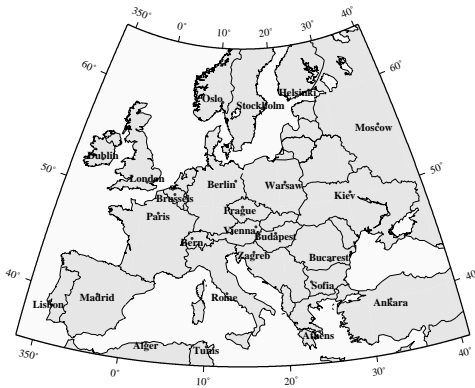 350˚
0˚
10˚
20˚
30˚
40˚
60˚
60˚
Oslo
Helsinki
Stockholm
Moscow
Dublin
50˚
50˚
London
Berlin
Warsaw
Brussels
Kiev
Paris
Prague
Vienna
Budapest
Bern
Zagreb
Bucarest
40˚
40˚
Sofia
Lisbon
Madrid
Rome
Ankara
Athens
Alger
Tunis
350˚
0˚
10˚
20˚
30˚
40˚